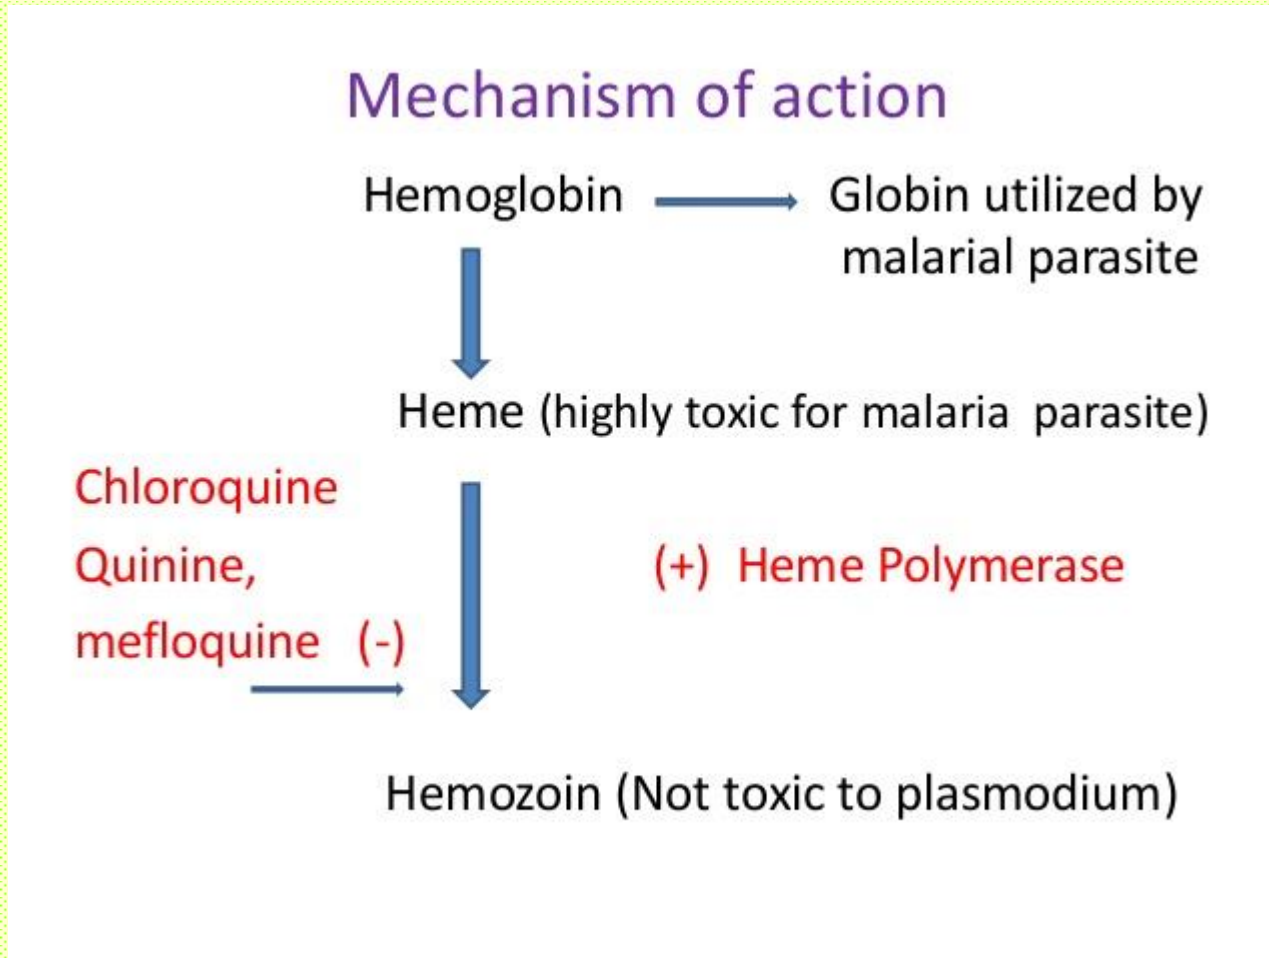 Mechanism of action
Hemoglobin Globin utilized by
malarial parasite
Heme (highly toxic for malaria parasite)
Chloroquine
Quinine, (+) Heme Polymerase
mefloquine (-)
Hemozoin (Not toxic to plasmodium)